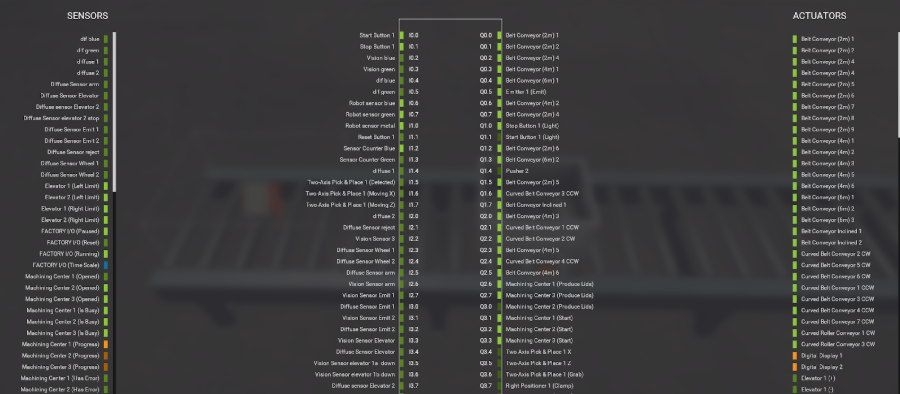 SENSORS
ACTUATORS
dif blue
dif green
diffuse 1
diffuse 2
Diffuse Sensor arm
Diffuse Sensor Elevator
Diffuse Sensor Elevator 2
Diffuse Sensor elevator 2 stop
Diffuse Sensor Emit 1
Diffuse Sensor Emit 2
Diffuse Sensor reject
Diffuse Sensor Wheel 1
Diffuse Sensor Wheel 2
Elevator 1 (Left Limit)
Elevator 2 (Left Limit)
Elevator 1 (Right Limit)
Elevator 2 (Right Limit)
FACTORY I/O (Paused)
FACTORY I/O (Reset)
FACTORY I/O (Running)
FACTORY I/O (Time Scale)
Machining Center 1 (Opened)
Machining Center 2 (Opened)
Machining Center 3 (Opened)
Machining Center 1 (Is Busy)
Machining Center 2 (Is Busy)
Machining Center 3 (Is Busy)
Machining Center 1 (Progress)
Machining Center 2 (Progress)
Machining Center 3 (Progress)
Machining Center 1 (Has Error)
Machining Center 2 (Has Error)
Start Button 1 I0.0
Stop Button 1 I0.1
Vision blue I0.2
Vision green I0.3
dif blue I0.4
dif green I0.5
Robot sensor blue I0.6
Robot sensor green I0.7
Robot sensor metal I1.0
Reset Button 1 I1.1
Sensor Counter Blue I1.2
Sensor Counter Green I1.3
diffuse 1 I1.4
Two-Axis Pick & Place 1 (Detected) I1.5
Two-Axis Pick & Place 1 (Moving X) I1.6
Two-Axis Pick & Place 1 (Moving Z) I1.7
diffuse 2 I2.0
Diffuse Sensor reject I2.1
Vision Sensor 3 I2.2
Diffuse Sensor Wheel 1 I2.3
Diffuse Sensor Wheel 2 I2.4
Diffuse Sensor arm I2.5
Vision Sensor arm I2.6
Vision Sensor Emit 1 I2.7
Diffuse Sensor Emit 1 I3.0
Vision Sensor Emit 2 I3.1
Diffuse Sensor Emit 2 I3.2
Vision Sensor Elevator I3.3
Diffuse Sensor Elevator I3.4
Vision Sensor elevator 1a down I3.5
Vision Sensor elevator 1b down I3.6
Diffuse Sensor Elevator 2 I3.7
Q0.0 Belt Conveyor (2m) 1
Q0.1 Belt Conveyor (2m) 2
Q0.2 Belt Conveyor (2m) 4
Q0.3 Belt Conveyor (4m) 1
Q0.4 Belt Conveyor (6m) 1
Q0.5 Emitter 1 (Emit)
Q0.6 Belt Conveyor (4m) 2
Q0.7 Belt Conveyor (2m) 4
Q1.0 Stop Button 1 (Light)
Q1.1 Start Button 1 (Light)
Q1.2 Belt Conveyor (2m) 6
Q1.3 Belt Conveyor (6m) 2
Q1.4 Pusher 2
Q1.5 Belt Conveyor (2m) 5
Q1.6 Curved Belt Conveyor 3 CCW
Q1.7 Belt Conveyor Inclined 1
Q2.0 Belt Conveyor (4m) 3
Q2.1 Curved Belt Conveyor 1 CCW
Q2.2 Curved Belt Conveyor 2 CW
Q2.3 Belt Conveyor (4m) 5
Q2.4 Curved Belt Conveyor 4 CCW
Q2.5 Belt Conveyor (4m) 6
Q2.6 Machining Center 1 (Produce Lids)
Q2.7 Machining Center 3 (Produce Lids)
Q3.0 Machining Center 2 (Produce Lids)
Q3.1 Machining Center 1 (Start)
Q3.2 Machining Center 2 (Start)
Q3.3 Machining Center 3 (Start)
Q3.4 Two-Axis Pick & Place 1 X
Q3.5 Two-Axis Pick & Place 1 Z
Q3.6 Two-Axis Pick & Place 1 (Grab)
Q3.7 Right Positioner 1 (Clamp)
Belt Conveyor (2m) 1
Belt Conveyor (2m) 2
Belt Conveyor (2m) 4
Belt Conveyor (2m) 4
Belt Conveyor (2m) 5
Belt Conveyor (2m) 6
Belt Conveyor (2m) 7
Belt Conveyor (2m) 8
Belt Conveyor (2m) 9
Belt Conveyor (4m) 1
Belt Conveyor (4m) 2
Belt Conveyor (4m) 3
Belt Conveyor (4m) 5
Belt Conveyor (4m) 6
Belt Conveyor (6m) 1
Belt Conveyor (6m) 2
Belt Conveyor (6m) 3
Belt Conveyor Inclined 1
Belt Conveyor Inclined 2
Curved Belt Conveyor 2 CW
Curved Belt Conveyor 5 CW
Curved Belt Conveyor 6 CW
Curved Belt Conveyor 1 CCW
Curved Belt Conveyor 3 CCW
Curved Belt Conveyor 4 CCW
Curved Belt Conveyor 7 CCW
Curved Roller Conveyor 1 CW
Curved Roller Conveyor 3 CW
Digital Display 1
Digital Display 2
Elevator 1 (+)
Elevator 1 (-)